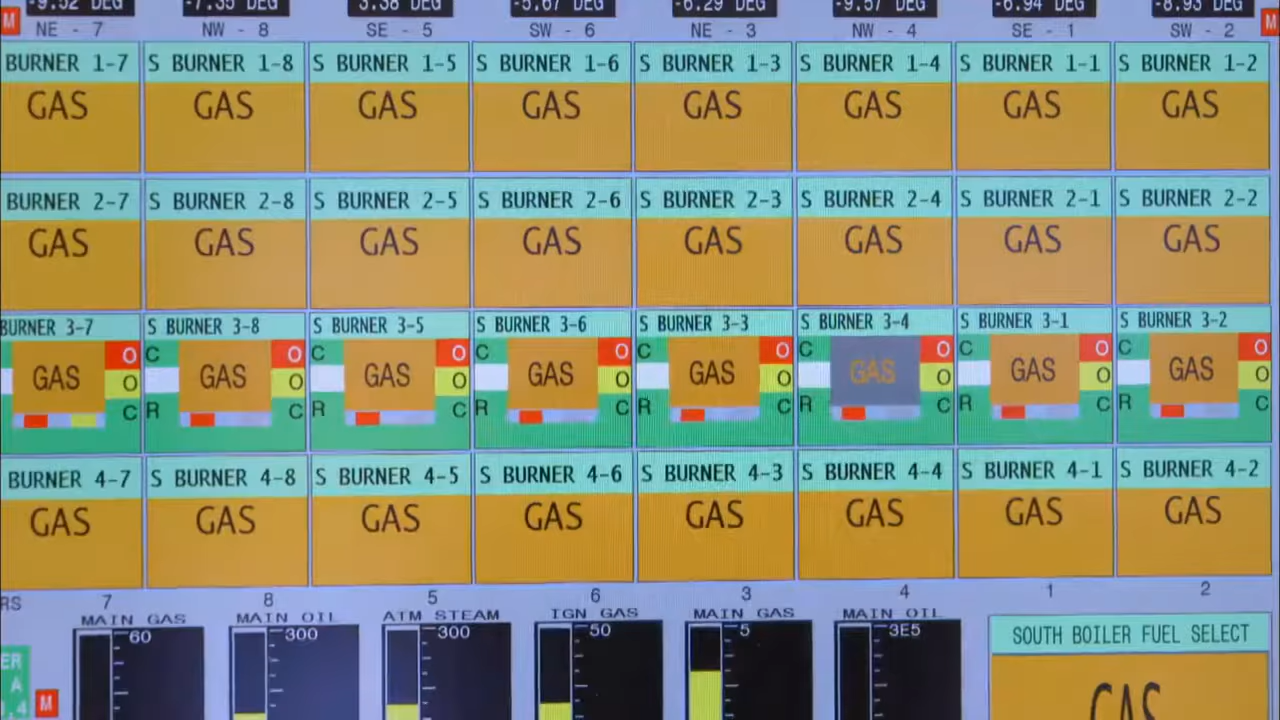 -9.52 DEG -7.35 DEG 3.38 DEG -5.67 DEG -6.29 DEG -9.57 DEG -6.94 DEG -8.93 DEG
M NE - 7 NW - 8 SE - 5 SW - 6 NE - 3 NW - 4 SE - 1 SW - 2 M
BURNER 1-7 S BURNER 1-8 S BURNER 1-5 S BURNER 1-6 S BURNER 1-3 S BURNER 1-4 S BURNER 1-1 S BURNER 1-2
GAS GAS GAS GAS GAS GAS GAS GAS
BURNER 2-7 S BURNER 2-8 S BURNER 2-5 S BURNER 2-6 S BURNER 2-3 S BURNER 2-4 S BURNER 2-1 S BURNER 2-2
GAS GAS GAS GAS GAS GAS GAS GAS
BURNER 3-7 S BURNER 3-8 S BURNER 3-5 S BURNER 3-6 S BURNER 3-3 S BURNER 3-4 S BURNER 3-1 S BURNER 3-2
O C O C O C O C O C O C O C O
GAS O GAS O GAS O GAS O GAS O GAS O GAS O GAS O
C R C R C R C R C R C R C R C
BURNER 4-7 S BURNER 4-8 S BURNER 4-5 S BURNER 4-6 S BURNER 4-3 S BURNER 4-4 S BURNER 4-1 S BURNER 4-2
GAS GAS GAS GAS GAS GAS GAS GAS
RS 7 8 5 6 3 4 1 2
MAIN GAS MAIN OIL ATM STEAM IGN GAS MAIN GAS MAIN OIL
60 300 300 50 5 3E5 SOUTH BOILER FUEL SELECT
ER
A
.4 M GAS